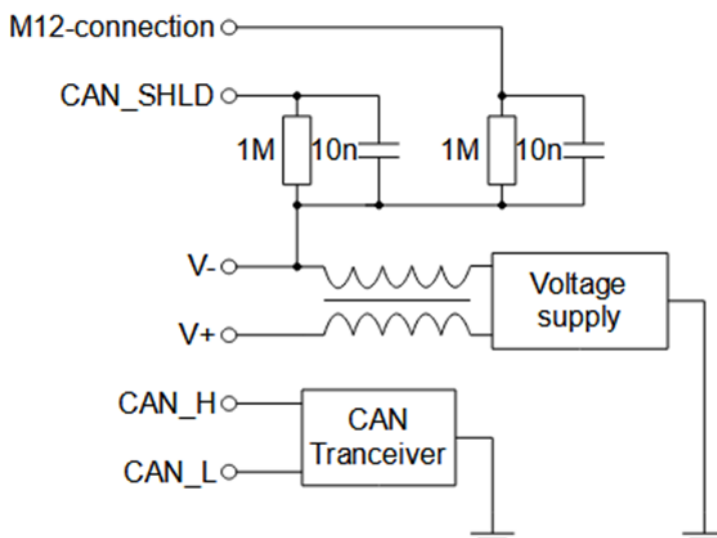 M12-connection
CAN_SHLD
1M 10n 1M 10n
V-
Voltage
supply
V+
CAN_H
CAN
Tranceiver
CAN_L